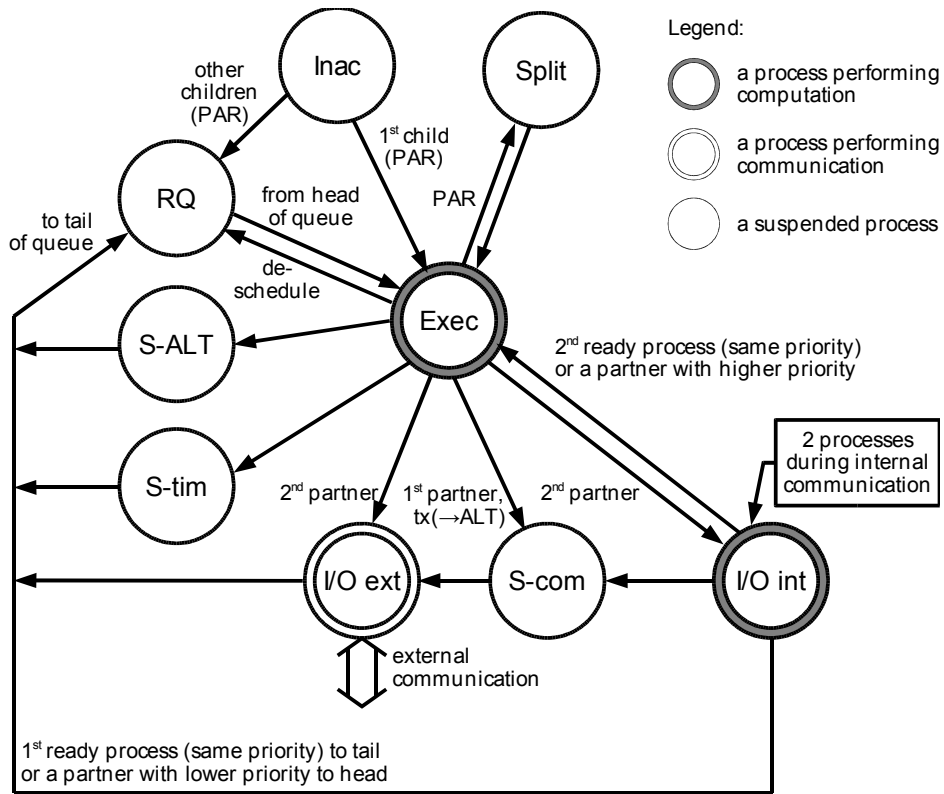 Inac
Split
Legend:
a process performing
computation
a process performing
communication
a suspended process
other
children
(PAR)
1st child
(PAR)
PAR
RQ
from head
of queue
to tail
of queue
de-
schedule
Exec
S-ALT
2nd ready process (same priority)
or a partner with higher priority
2 processes
during internal
communication
S-tim
2nd partner
1st partner,
tx(→ALT)
2nd partner
I/O ext
S-com
I/O int
external
communication
1st ready process (same priority) to tail
or a partner with lower priority to head